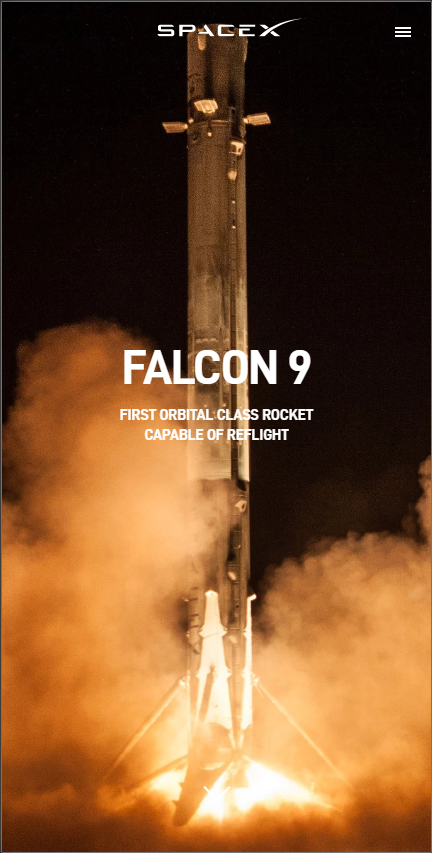 SPACEX
FALCON 9
FIRST ORBITAL CLASS ROCKET
CAPABLE OF REFLIGHT